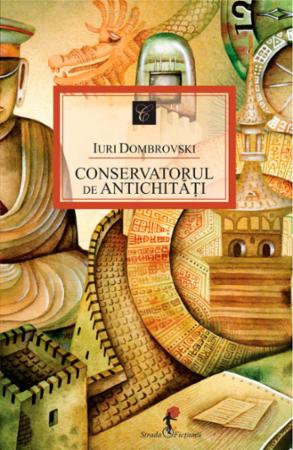 C
IURI DOMBROVSKI
CONSERVATORUL
DE ANTICHITĂȚI
Strada Ficțiunii